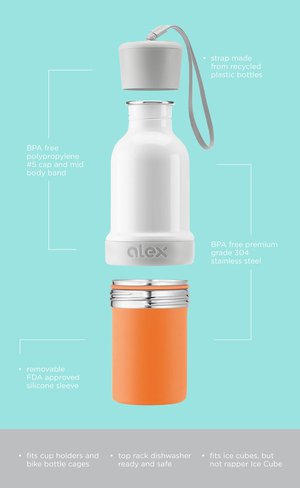 • strap made
from recycled
plastic bottles
BPA free
polypropylene
#5 cap and mid
body band
alex
BPA free premium
grade 304
stainless steel
• removable
FDA approved
silicone sleeve
• fits cup holders and
bike bottle cages
• top rack dishwasher
ready and safe
• fits ice cubes, but
not rapper Ice Cube